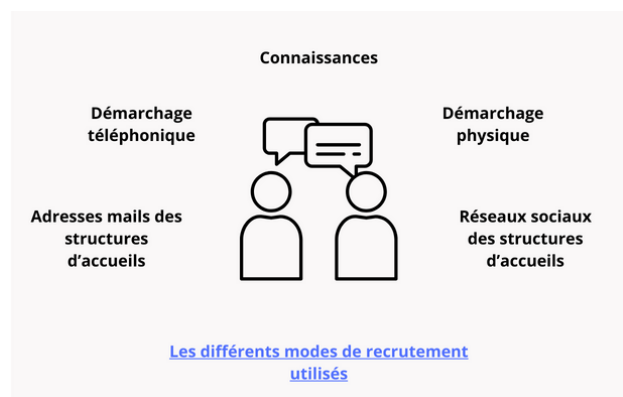 Connaissances
Démarchage
téléphonique
Démarchage
physique
Adresses mails des
structures
d'accueils
Réseaux sociaux
des structures
d'accueils
Les différents modes de recrutement
utilisés